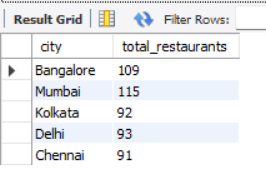 Result Grid Filter Rows:
city total_restaurants
Bangalore 109
Mumbai 115
Kolkata 92
Delhi 93
Chennai 91